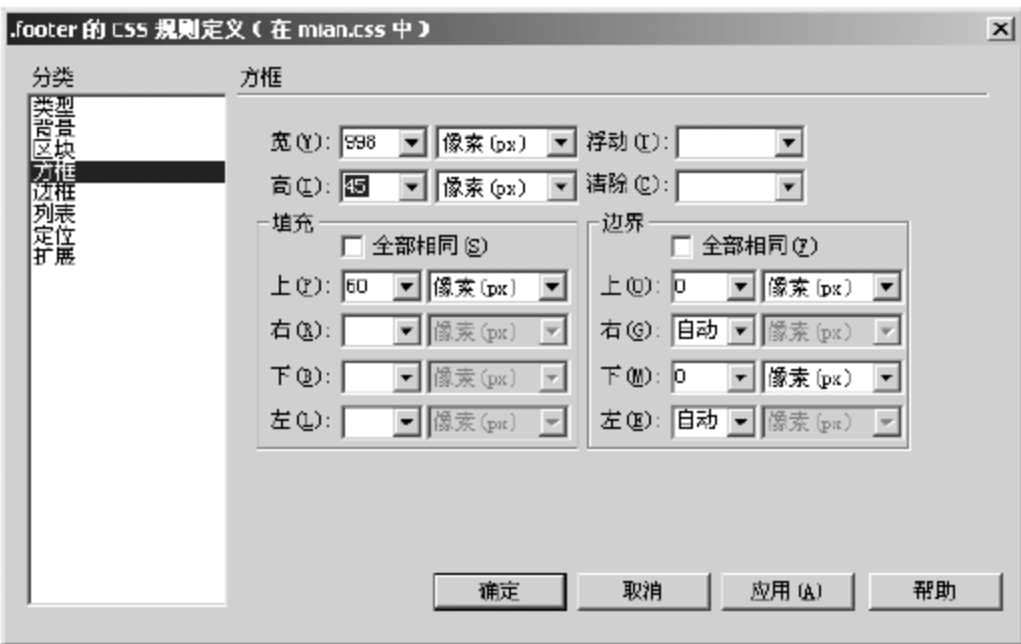 .footer 的 CSS 规则定义(在 mian.css 中)
分类
类型
背景
区块
方框
边框
列表
定位
扩展
方框
宽(Y): 998 像素(px) 浮动(T):
高(I): 45 像素(px) 清除(C):
填充
全部相同(S)
上(P): 60 像素(px)
右(R): 像素(px)
下(B): 像素(px)
左(L): 像素(px)
边界
全部相同(F)
上(O): 0 像素(px)
右(G): 自动 像素(px)
下(M): 0 像素(px)
左(E): 自动 像素(px)
确定 取消 应用(A) 帮助